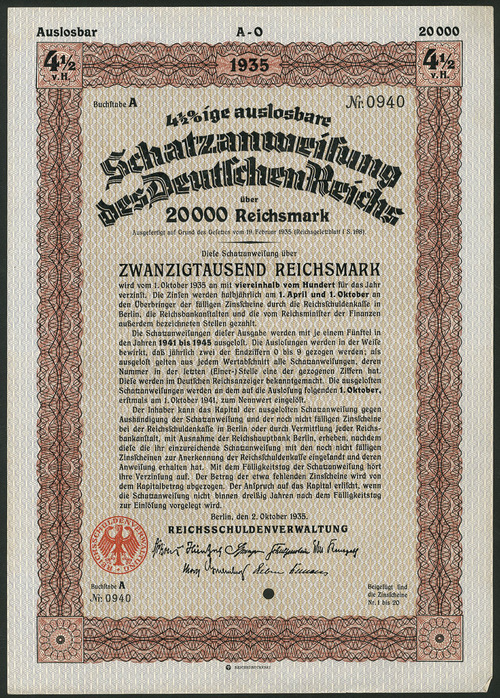 Auslosbar A-O 20 000
4½ v.H. 1935 4½ v.H.
Buchstabe A Nr. 0940
4½%ige auslosbare
Schatzanweisung
des Deutschen Reichs
über
20 000 Reichsmark
Ausgefertigt auf Grund des Gesetzes vom 19. Februar 1935 (Reichsgesetzblatt I S. 198).
Diese Schatzanweisung über
ZWANZIGTAUSEND REICHSMARK
wird vom 1. Oktober 1935 an mit viereinhalb vom Hundert für das Jahr
verzinst. Die Zinsen werden halbjährlich am 1. April und 1. Oktober an
den Überbringer der fälligen Zinsscheine durch die Reichsschuldenkasse in
Berlin, die Reichsbankanstalten und die vom Reichsminister der Finanzen
außerdem bezeichneten Stellen gezahlt.
Die Schatzanweisungen dieser Ausgabe werden mit je einem Fünftel in
den Jahren 1941 bis 1945 ausgelost. Die Auslosungen werden in der Weise
bewirkt, daß jährlich zwei der Endziffern 0 bis 9 gezogen werden; als
ausgelost gelten aus jedem Wertabschnitt alle Schatzanweisungen, deren
Nummer in der letzten (Einer-) Stelle eine der gezogenen Ziffern hat.
Diese werden im Deutschen Reichsanzeiger bekanntgemacht. Die ausgelosten
Schatzanweisungen werden an dem auf die Auslosung folgenden 1. Oktober,
erstmals am 1. Oktober 1941, zum Nennwert eingelöst.
Der Inhaber kann das Kapital der ausgelosten Schatzanweisung gegen
Aushändigung der Schatzanweisung und der noch nicht fälligen Zinsscheine
bei der Reichsschuldenkasse in Berlin oder durch Vermittlung jeder Reichs-
bankanstalt, mit Ausnahme der Reichshauptbank Berlin, erheben, nachdem
diese die ihr einzureichende Schatzanweisung mit den noch nicht fälligen
Zinsscheinen zur Anerkennung der Reichsschuldenkasse eingesandt und deren
Anweisung erhalten hat. Mit dem Fälligkeitstag der Schatzanweisung hört
ihre Verzinsung auf. Der Betrag der etwa fehlenden Zinsscheine wird von
dem Kapitalbetrag abgezogen. Der Anspruch auf das Kapital erlischt, wenn
die Schatzanweisung nicht binnen dreißig Jahren nach dem Fälligkeitstag
zur Einlösung vorgelegt wird.
Berlin, den 2. Oktober 1935.
REICHSSCHULDENVERWALTUNG
REICHSSCHULDENVERWALTUNG
Buchstabe A
Nr. 0940
Beigefügt sind
die Zinsscheine
Nr. 1 bis 20
REICHSDRUCKEREI